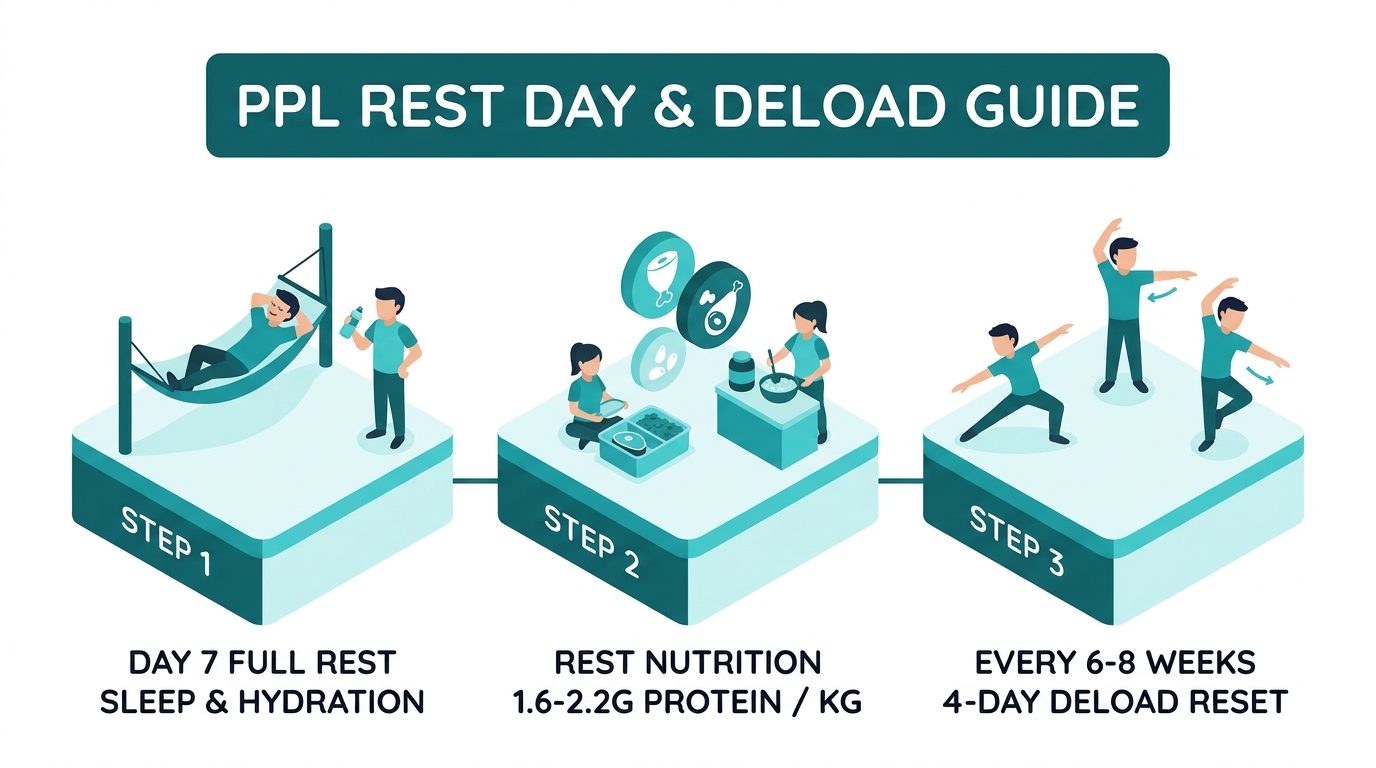 PPL REST DAY & DELOAD GUIDE
STEP 1
STEP 2
STEP 3
DAY 7 FULL REST
SLEEP & HYDRATION
REST NUTRITION
1.6-2.2G PROTEIN / KG
EVERY 6-8 WEEKS
4-DAY DELOAD RESET